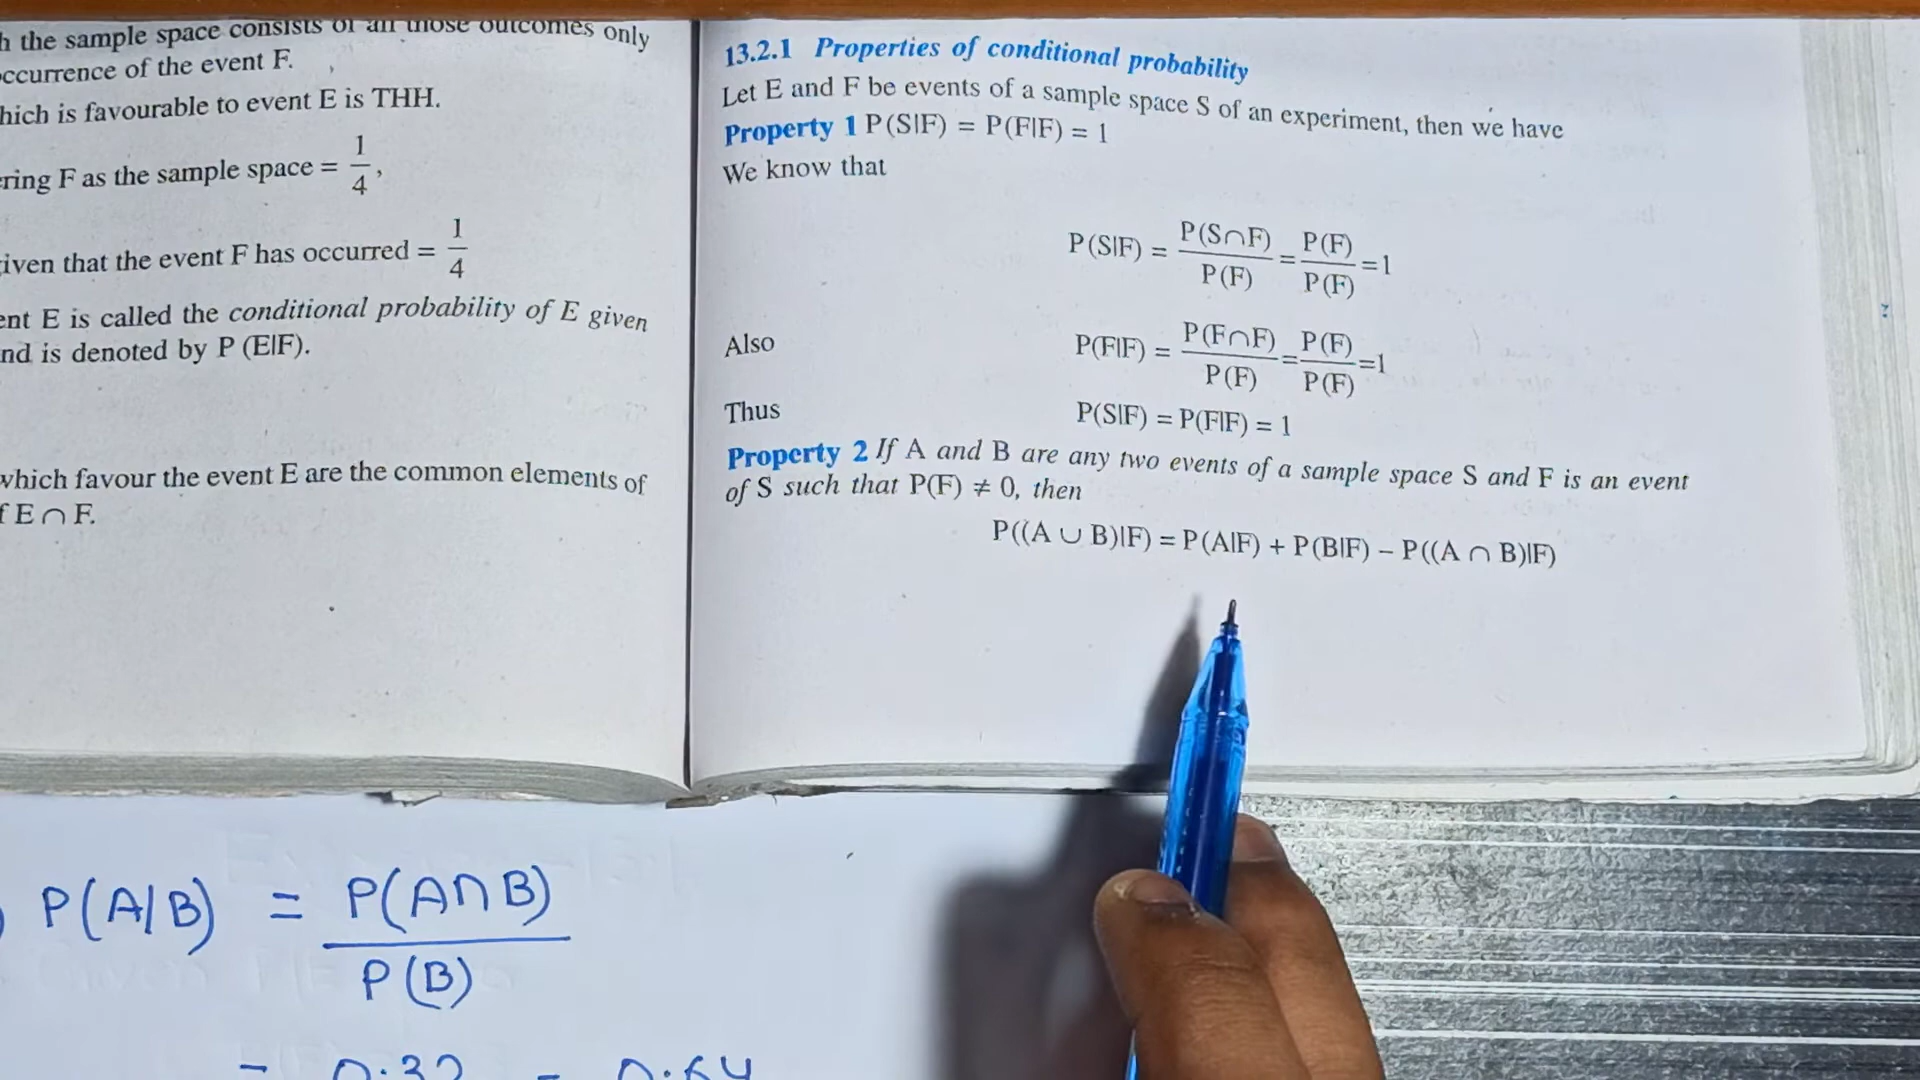 the sample space consists of all those outcomes only
occurrence of the event F.
hich is favourable to event E is THH.
ring F as the sample space = 1/4,
iven that the event F has occurred = 1/4
ent E is called the conditional probability of E given
nd is denoted by P (E|F).
which favour the event E are the common elements of
f E ∩ F.
13.2.1 Properties of conditional probability
Let E and F be events of a sample space S of an experiment, then we have
Property 1 P(S|F) = P(F|F) = 1
We know that
P(S|F) = P(S∩F)/P(F) = P(F)/P(F) = 1
Also P(F|F) = P(F∩F)/P(F) = P(F)/P(F) = 1
Thus P(S|F) = P(F|F) = 1
Property 2 If A and B are any two events of a sample space S and F is an event
of S such that P(F) ≠ 0, then
P((A ∪ B)|F) = P(A|F) + P(B|F) – P((A ∩ B)|F)
P(A/B) = P(A∩B)/P(B)
= 0.32 = 0.64